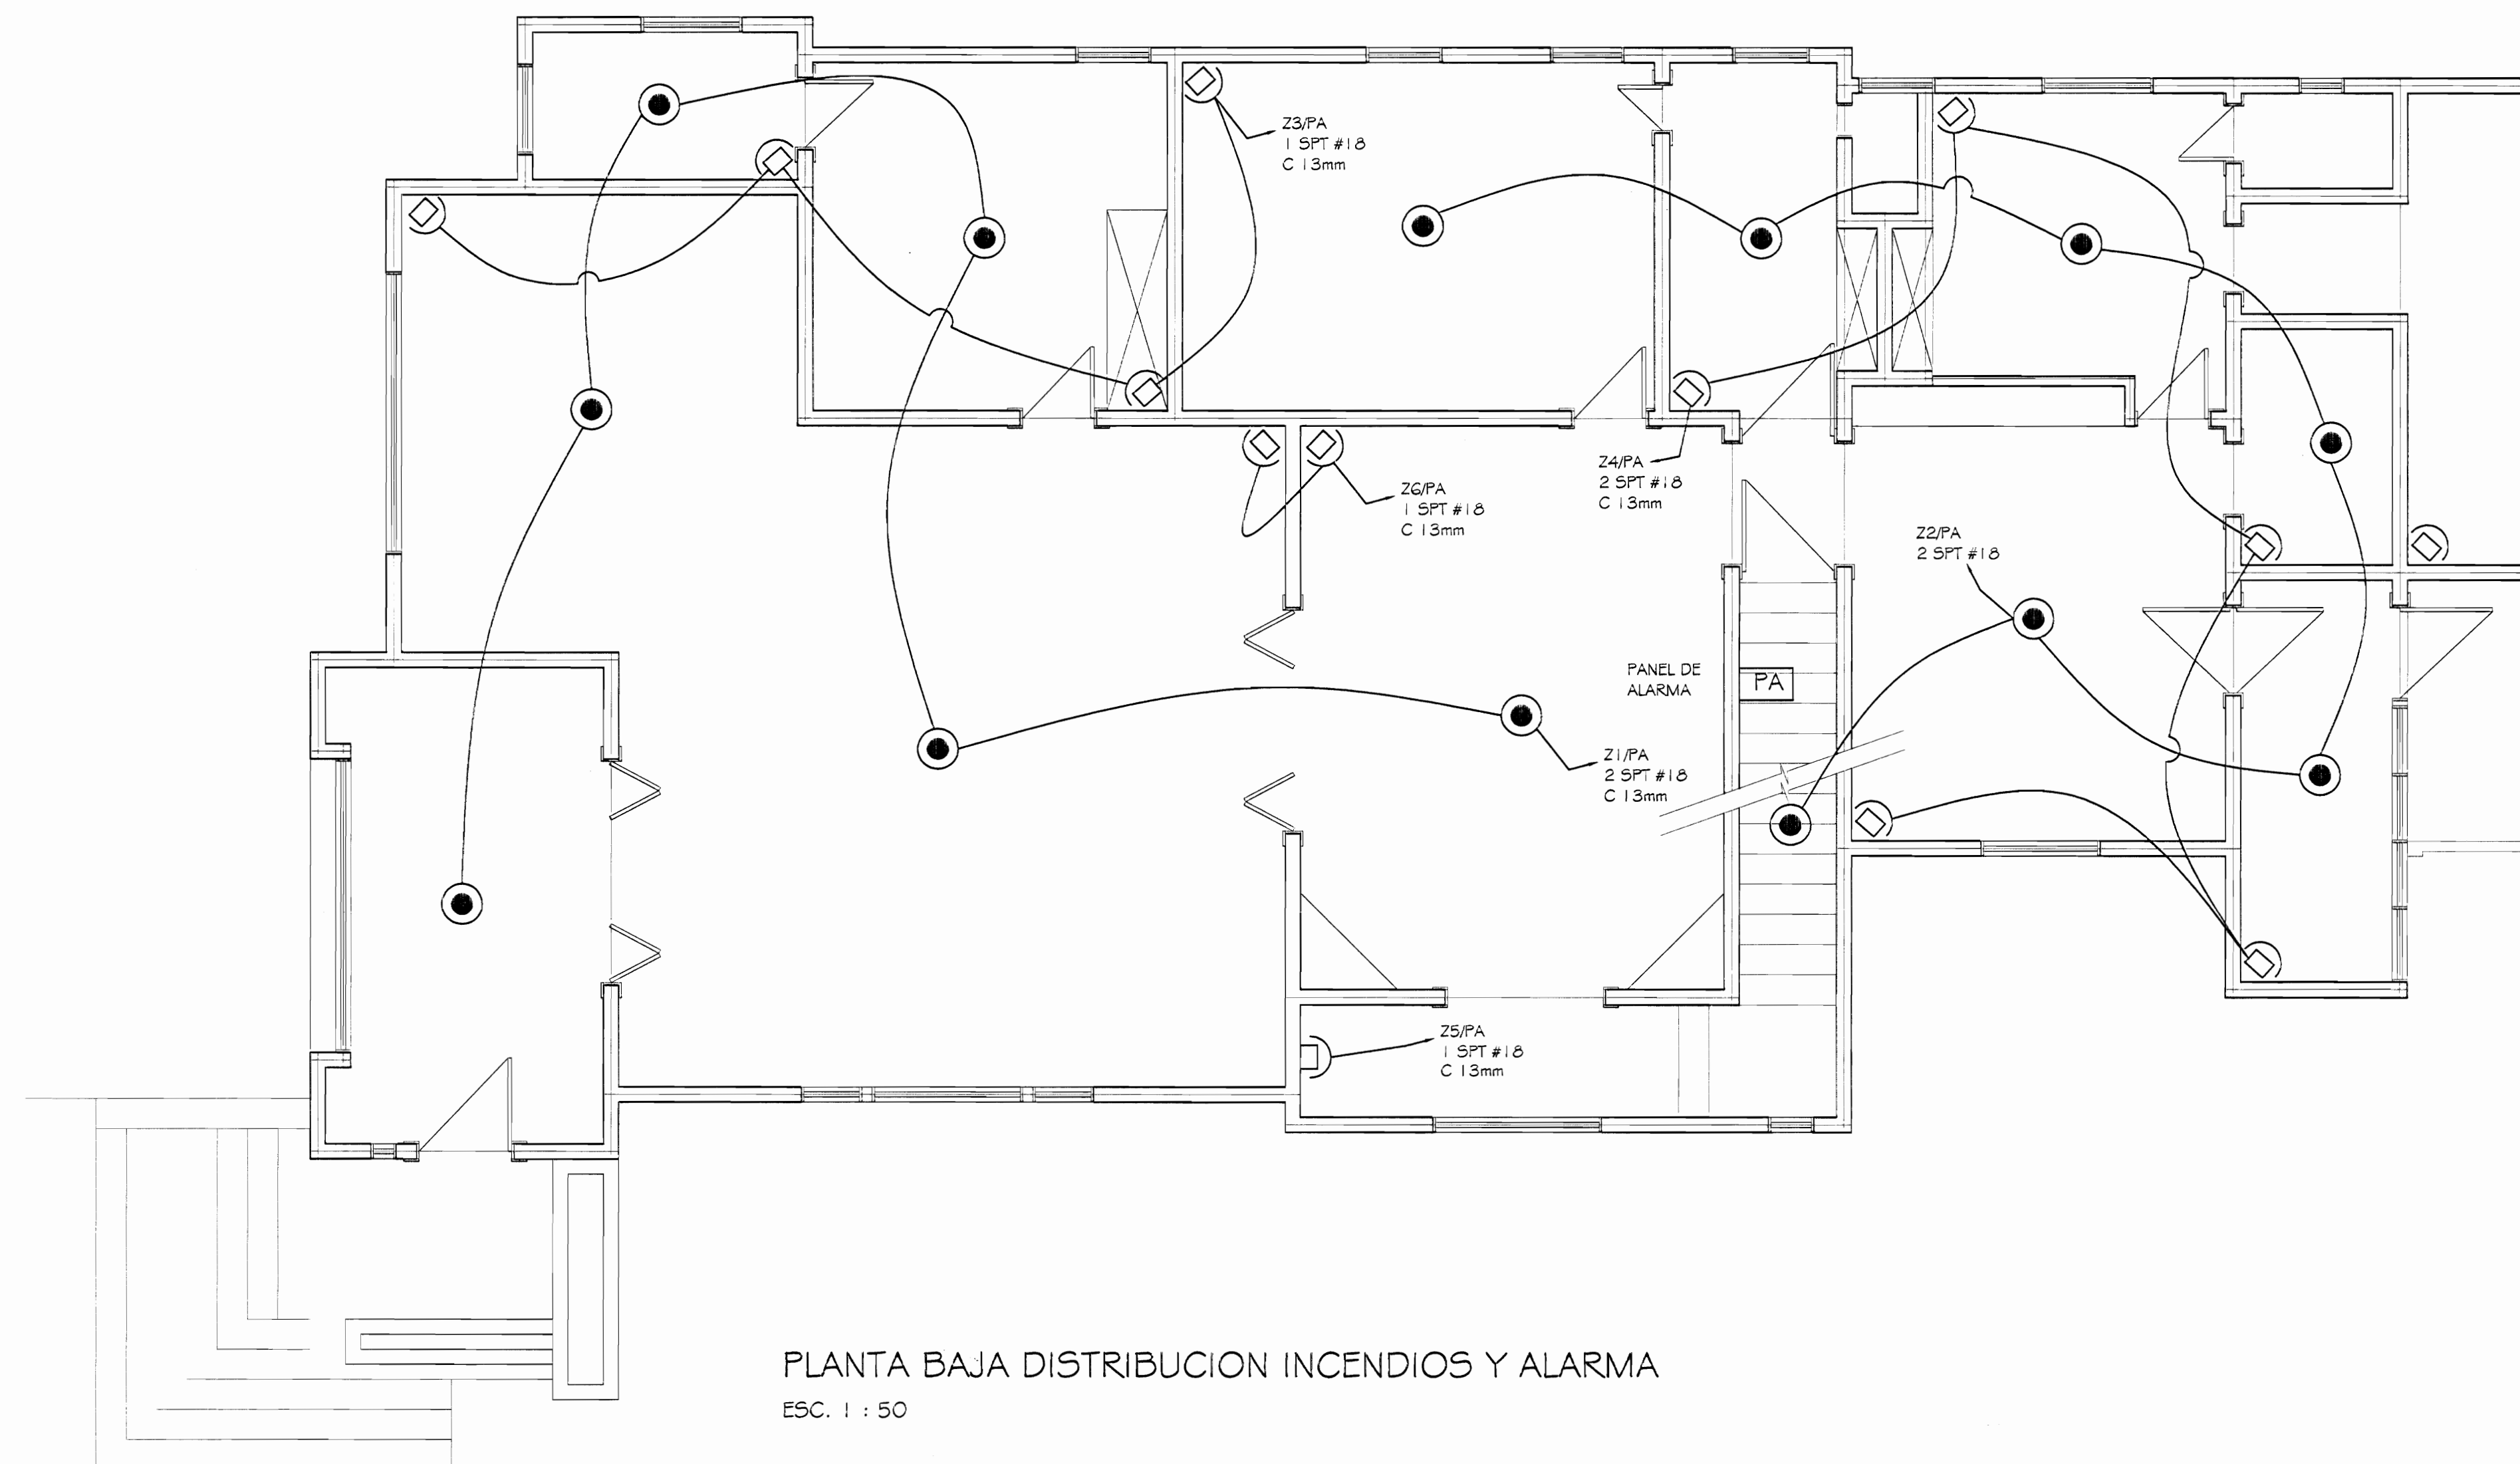 Z3/PA
1 SPT #18
C 13mm
Z4/PA
2 SPT #18
C 13mm
Z6/PA
1 SPT #18
C 13mm
Z2/PA
2 SPT #18
PANEL DE
ALARMA
PA
Z1/PA
2 SPT #18
C 13mm
Z5/PA
1 SPT #18
C 13mm
PLANTA BAJA DISTRIBUCION INCENDIOS Y ALARMA
ESC. 1 : 50